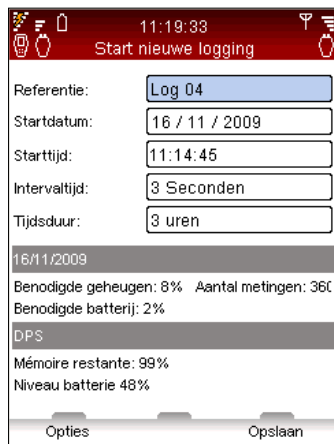 11:19:33
Start nieuwe logging
Referentie: Log 04
Startdatum: 16 / 11 / 2009
Starttijd: 11:14:45
Intervaltijd: 3 Seconden
Tijdsduur: 3 uren
16/11/2009
Benodigde geheugen: 8% Aantal metingen: 360
Benodigde batterij: 2%
DPS
Mémoire restante: 99%
Niveau batterie 48%
Opties Opslaan